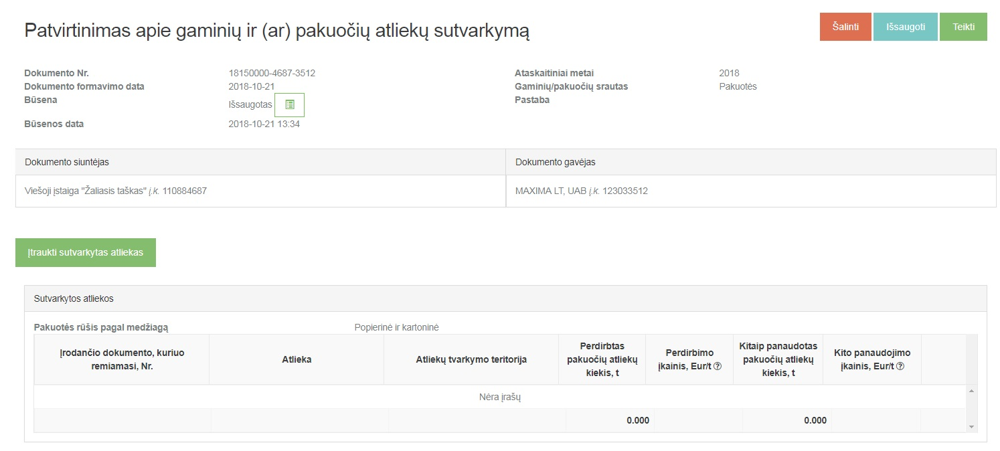 Patvirtinimas apie gaminių ir (ar) pakuočių atliekų sutvarkymą
Šalinti Išsaugoti Teikti
Dokumento Nr. 18150000-4687-3512 Ataskaitiniai metai 2018
Dokumento formavimo data 2018-10-21 Gaminių/pakuočių srautas Pakuotės
Būsena Išsaugotas Pastaba
Būsenos data 2018-10-21 13:34
Dokumento siuntėjas Dokumento gavėjas
Viešoji įstaiga "Žaliasis taškas" į.k. 110884687 MAXIMA LT, UAB į.k. 123033512
Įtraukti sutvarkytas atliekas
Sutvarkytos atliekos
Pakuotės rūšis pagal medžiagą Popierinė ir kartoninė
Įrodančio dokumento, kuriuo
remiamasi, Nr.
Atlieka
Atliekų tvarkymo teritorija
Perdirbtas
pakuočių atliekų
kiekis, t
Perdirbimo
įkainis, Eur/t
Kitaip panaudotas
pakuočių atliekų
kiekis, t
Kito panaudojimo
įkainis, Eur/t
Nėra įrašų
0.000 0.000